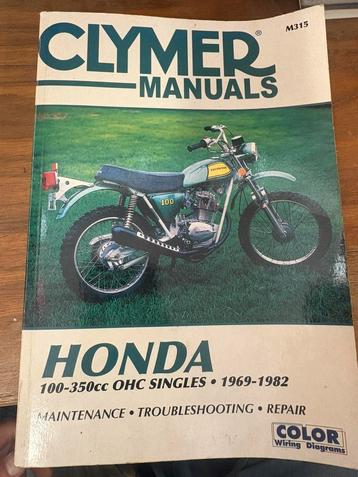 M315
CLYMER®
MANUALS
100
HONDA
100-350cc OHC SINGLES • 1969-1982
MAINTENANCE • TROUBLESHOOTING • REPAIR
COLOR
Wiring Diagrams